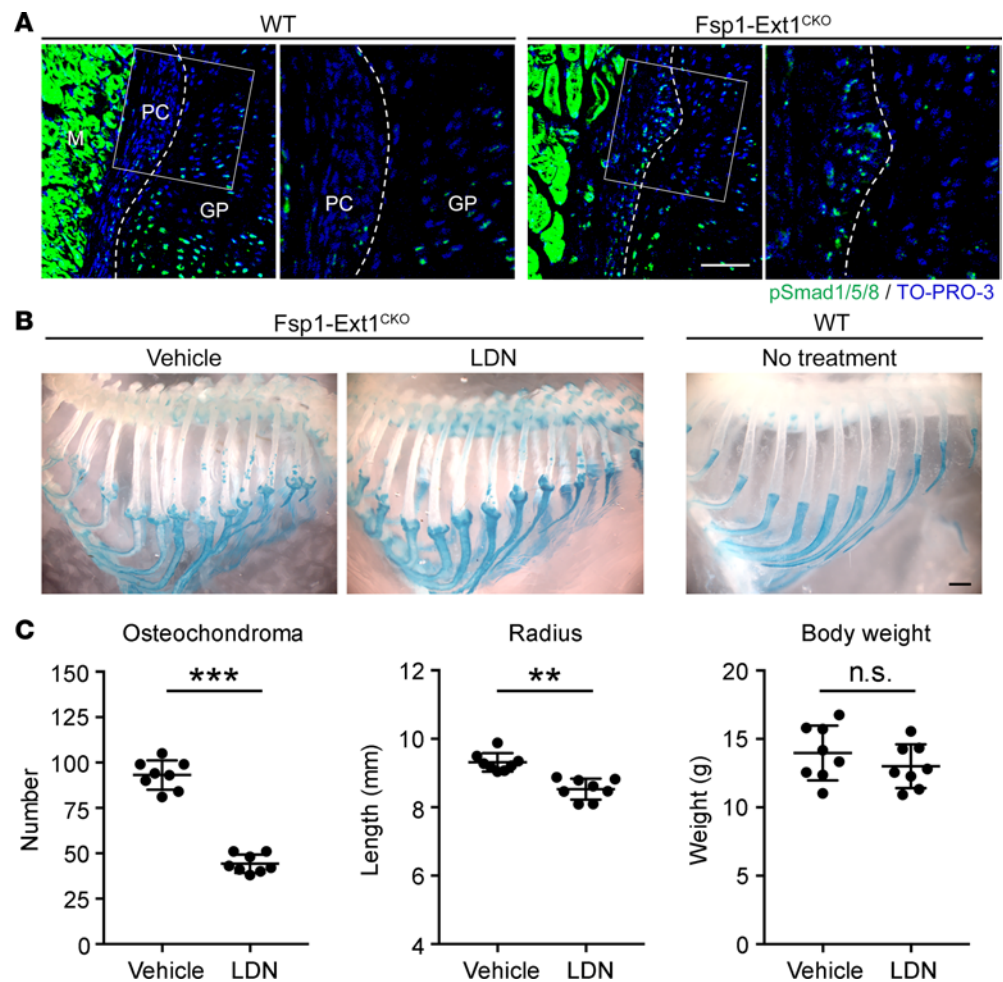 A
WT
Fsp1-Ext1CKO
M
PC
GP
PC
GP
pSmad1/5/8 / TO-PRO-3
B
Fsp1-Ext1CKO
WT
Vehicle
LDN
No treatment
C
Osteochondroma
Radius
Body weight
150
125
100
75
50
25
0
Number
***
Vehicle
LDN
12
10
8
6
4
Length (mm)
**
Vehicle
LDN
20
15
10
5
0
Weight (g)
n.s.
Vehicle
LDN